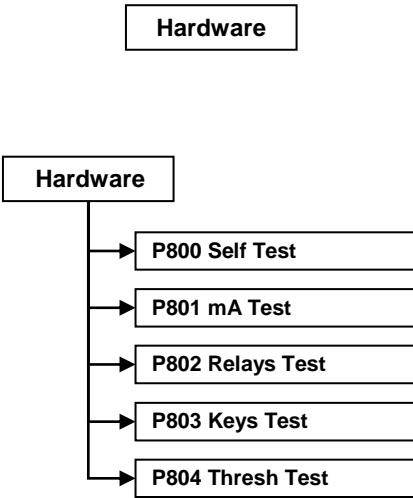 Hardware
Hardware
P800 Self Test
P801 mA Test
P802 Relays Test
P803 Keys Test
P804 Thresh Test